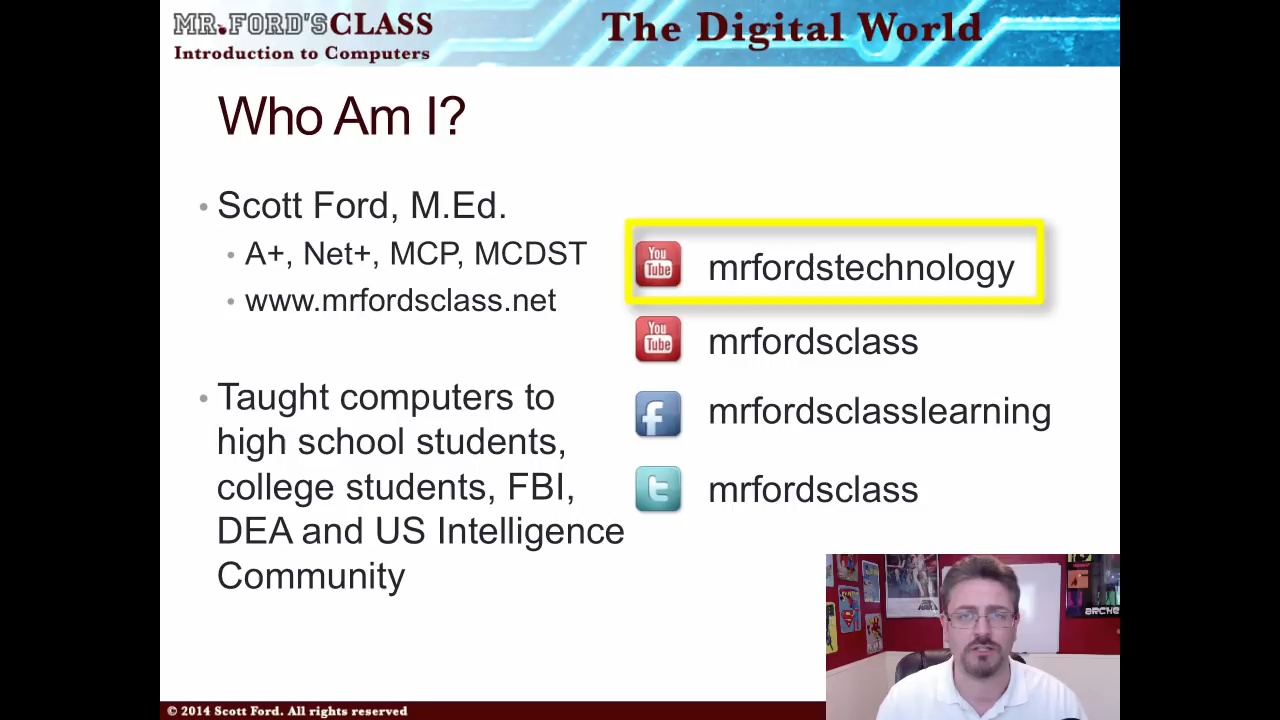 MR.FORD'SCLASS
Introduction to Computers
The Digital World
Who Am I?
• Scott Ford, M.Ed.
• A+, Net+, MCP, MCDST
• www.mrfordsclass.net
• Taught computers to
high school students,
college students, FBI,
DEA and US Intelligence
Community
You
Tube
mrfordstechnology
You
Tube
mrfordsclass
f
mrfordsclasslearning
t
mrfordsclass
ARCHE
© 2014 Scott Ford. All rights reserved